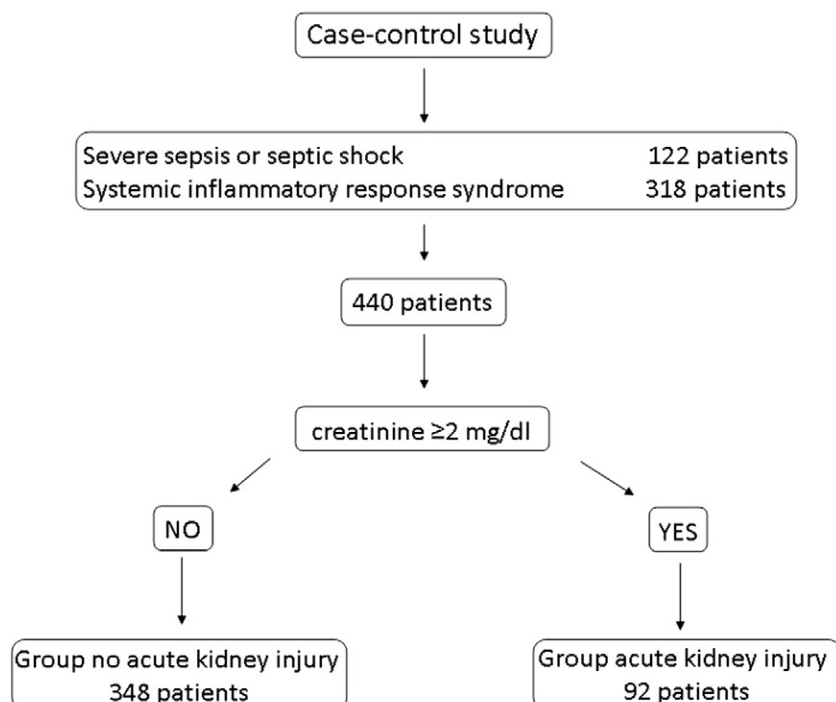 Case-control study
Severe sepsis or septic shock 122 patients
Systemic inflammatory response syndrome 318 patients
440 patients
creatinine ≥2 mg/dl
NO
YES
Group no acute kidney injury
348 patients
Group acute kidney injury
92 patients